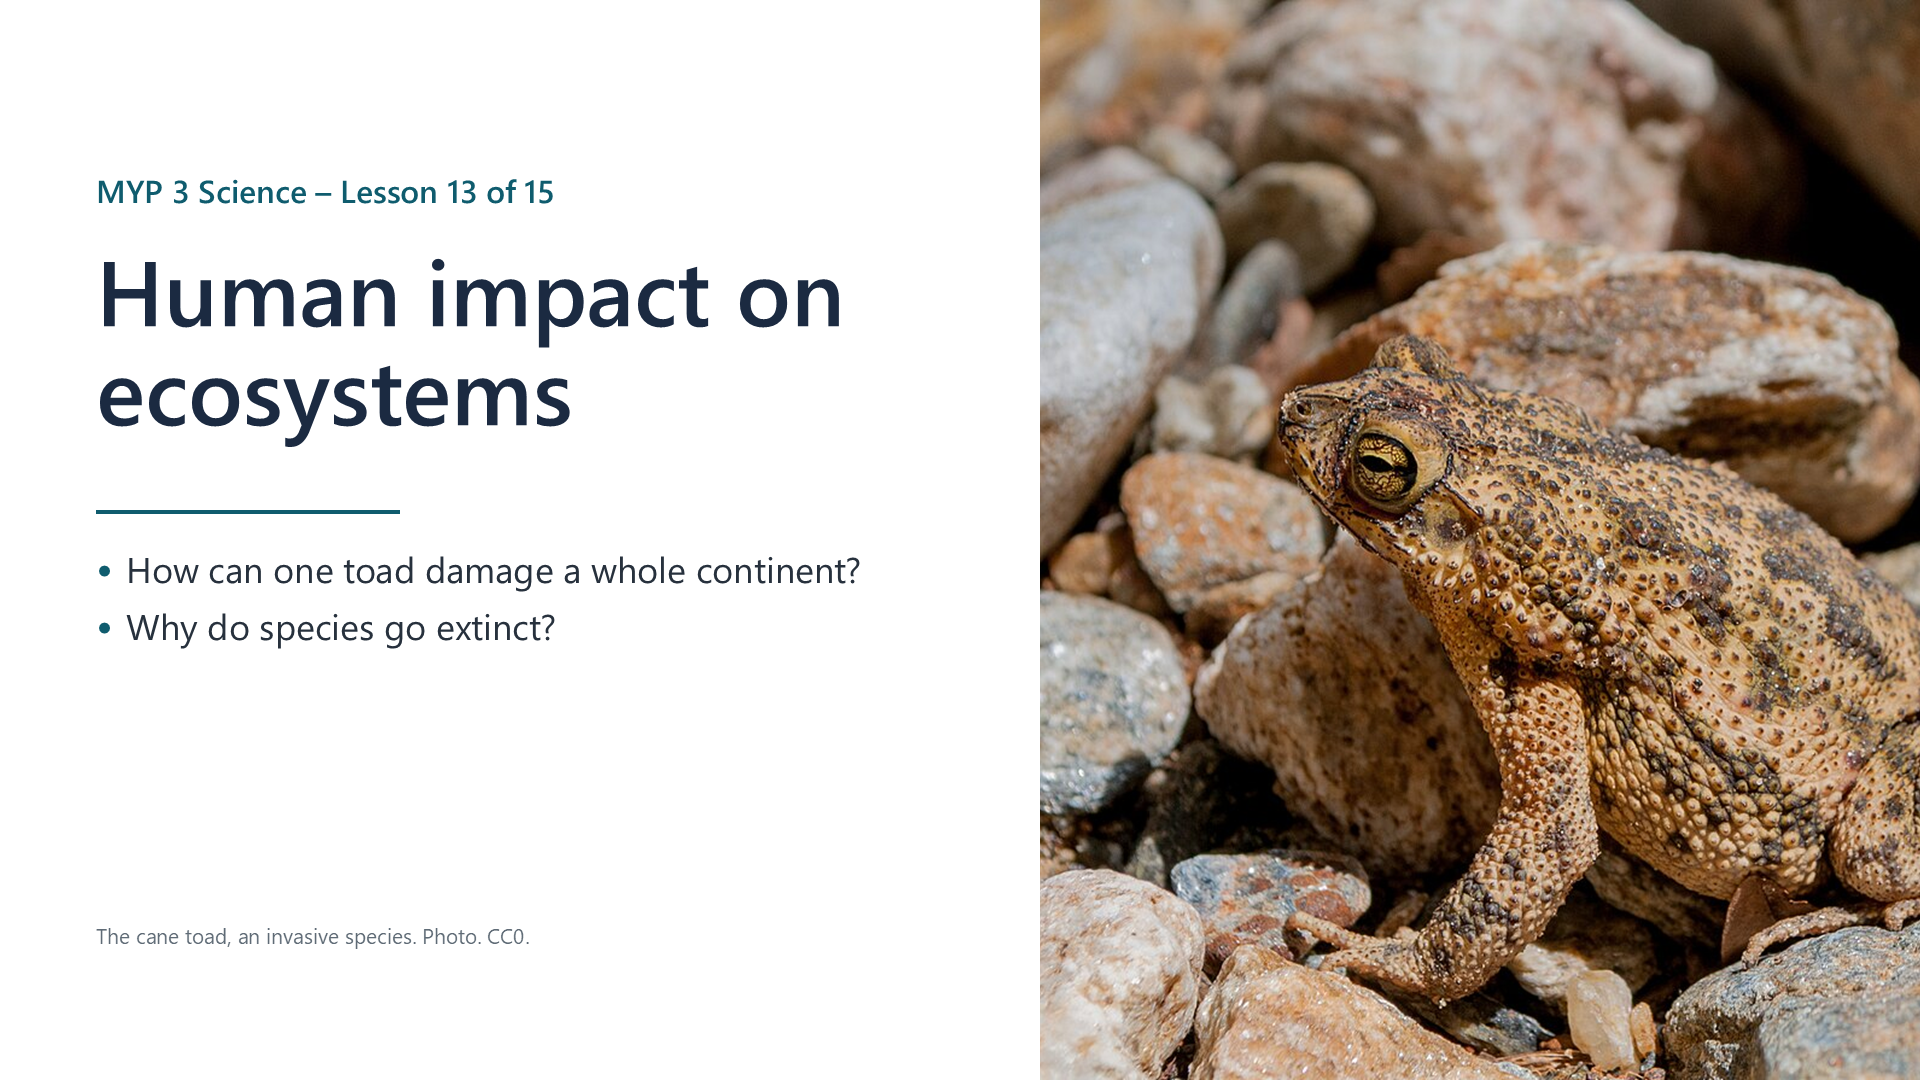 MYP 3 Science – Lesson 13 of 15
Human impact on
ecosystems
• How can one toad damage a whole continent?
• Why do species go extinct?
The cane toad, an invasive species. Photo. CC0.